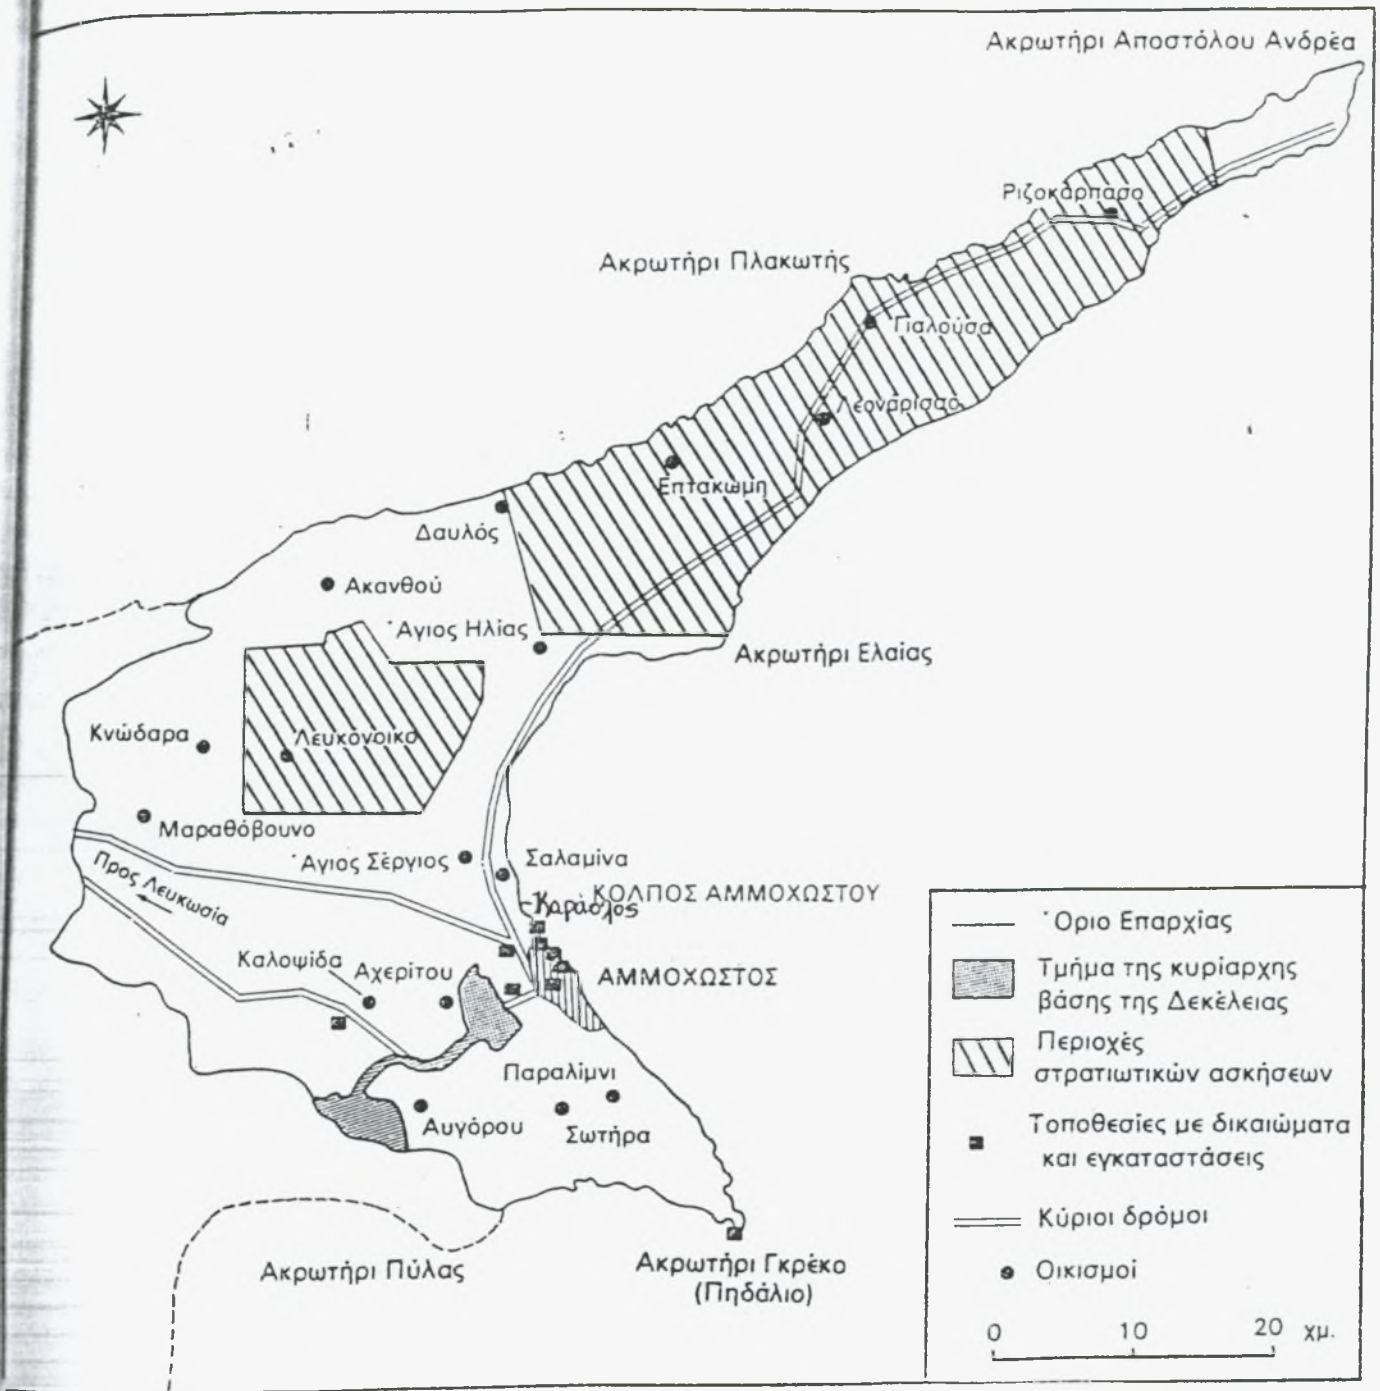 Ακρωτήρι Αποστόλου Ανδρέα
Ριζοκάρπασο
Ακρωτήρι Πλακωτής
Γιαλούσα
Λεονάρισσο
Επτακώμη
Δαυλός
Ακανθού
Άγιος Ηλίας
Ακρωτήρι Ελαίας
Κνώδαρα
Λευκόνοικο
Μαραθόβουνο
Άγιος Σέργιος
Σαλαμίνα
Προς Λευκωσία
ΚΟΛΠΟΣ ΑΜΜΟΧΩΣΤΟΥ
Καράολος
Καλοψίδα
Αχερίτου
ΑΜΜΟΧΩΣΤΟΣ
Παραλίμνι
Αυγόρου
Σωτήρα
Ακρωτήρι Πύλας
Ακρωτήρι Γκρέκο
(Πηδάλιο)
Όριο Επαρχίας
Τμήμα της κυρίαρχης
βάσης της Δεκέλειας
Περιοχές
στρατιωτικών ασκήσεων
Τοποθεσίες με δικαιώματα
και εγκαταστάσεις
Κύριοι δρόμοι
Οικισμοί
0 10 20 χμ.